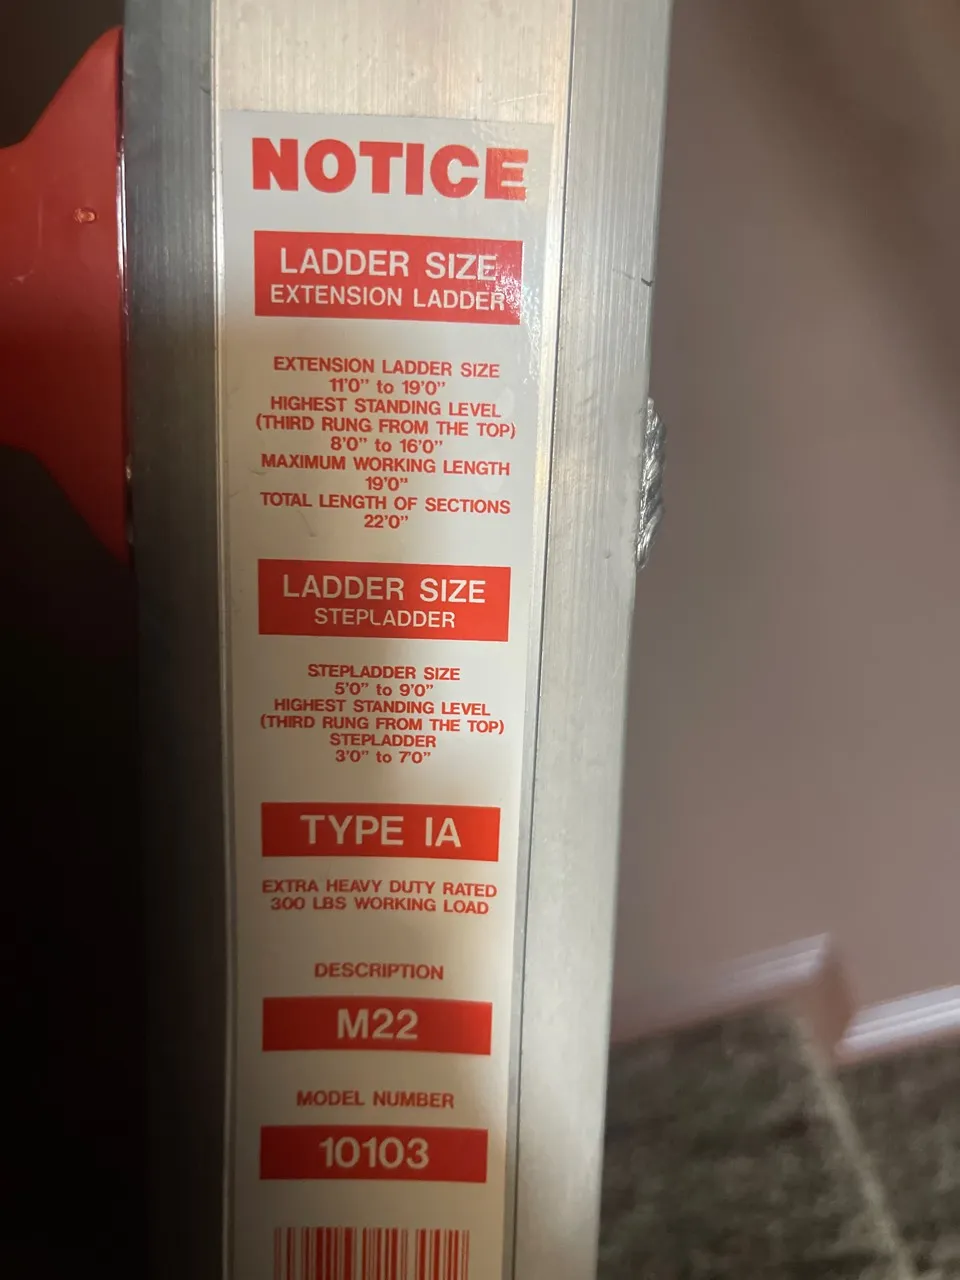 NOTICE
LADDER SIZE
EXTENSION LADDER
EXTENSION LADDER SIZE
11'0" to 19'0"
HIGHEST STANDING LEVEL
(THIRD RUNG FROM THE TOP)
8'0" to 16'0"
MAXIMUM WORKING LENGTH
19'0"
TOTAL LENGTH OF SECTIONS
22'0"
LADDER SIZE
STEPLADDER
STEPLADDER SIZE
5'0" to 9'0"
HIGHEST STANDING LEVEL
(THIRD RUNG FROM THE TOP)
STEPLADDER
3'0" to 7'0"
TYPE IA
EXTRA HEAVY DUTY RATED
300 LBS WORKING LOAD
DESCRIPTION
M22
MODEL NUMBER
10103